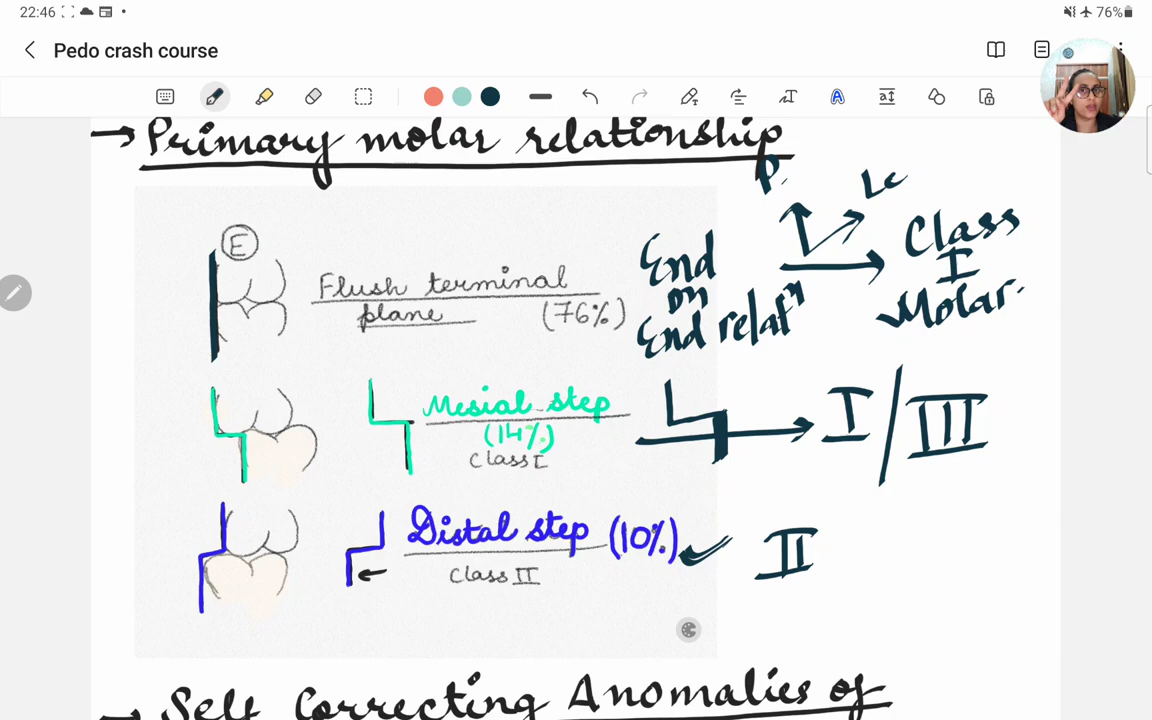 22:46
76%
Pedo crash course
→ Primary molar relationship
P.
Lc
E
Flush terminal
plane (76%)
End
on
End relatⁿ
Class
I
Molar.
Mesial step
(14%)
Class I
I / III
Distal step (10%)
Class II
II
→ Self Correcting Anomalies of